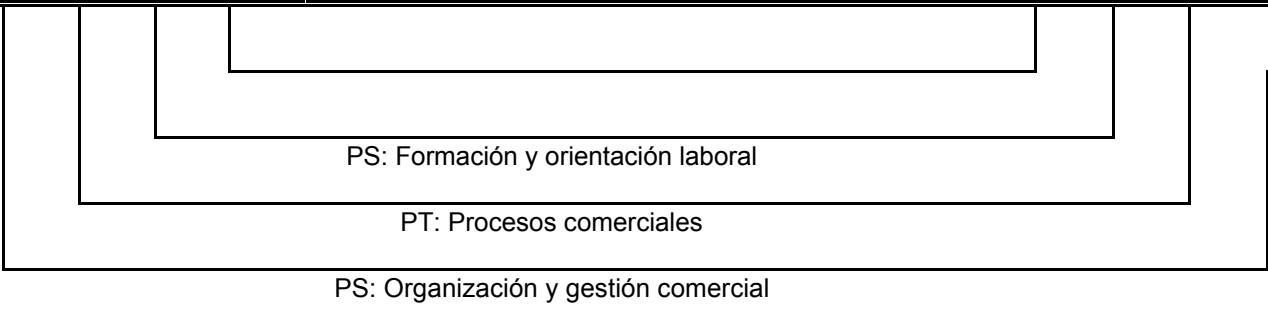 PS: Formación y orientación laboral
PT: Procesos comerciales
PS: Organización y gestión comercial